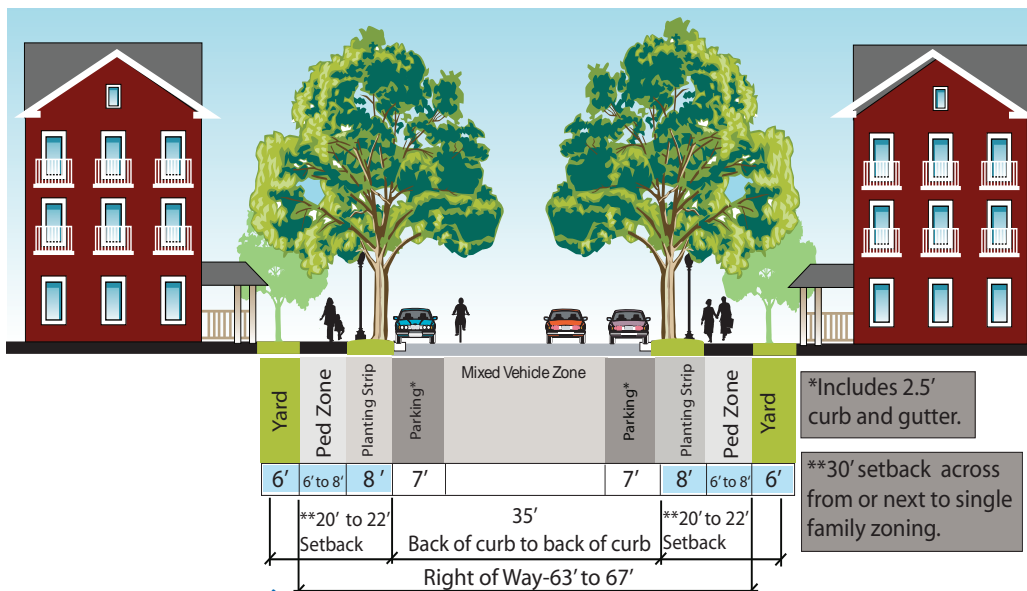 Yard
Ped Zone
Planting Strip
Parking*
Mixed Vehicle Zone
Parking*
Planting Strip
Ped Zone
Yard
*Includes 2.5’
curb and gutter.
6’
6’ to 8’
8 ’
7’
7’
8’
6’ to 8’
6’
**30’ setback across
from or next to single
family zoning.
**20’ to 22’
Setback
35’
Back of curb to back of curb
**20’ to 22’
Setback
Right of Way-63’ to 67’